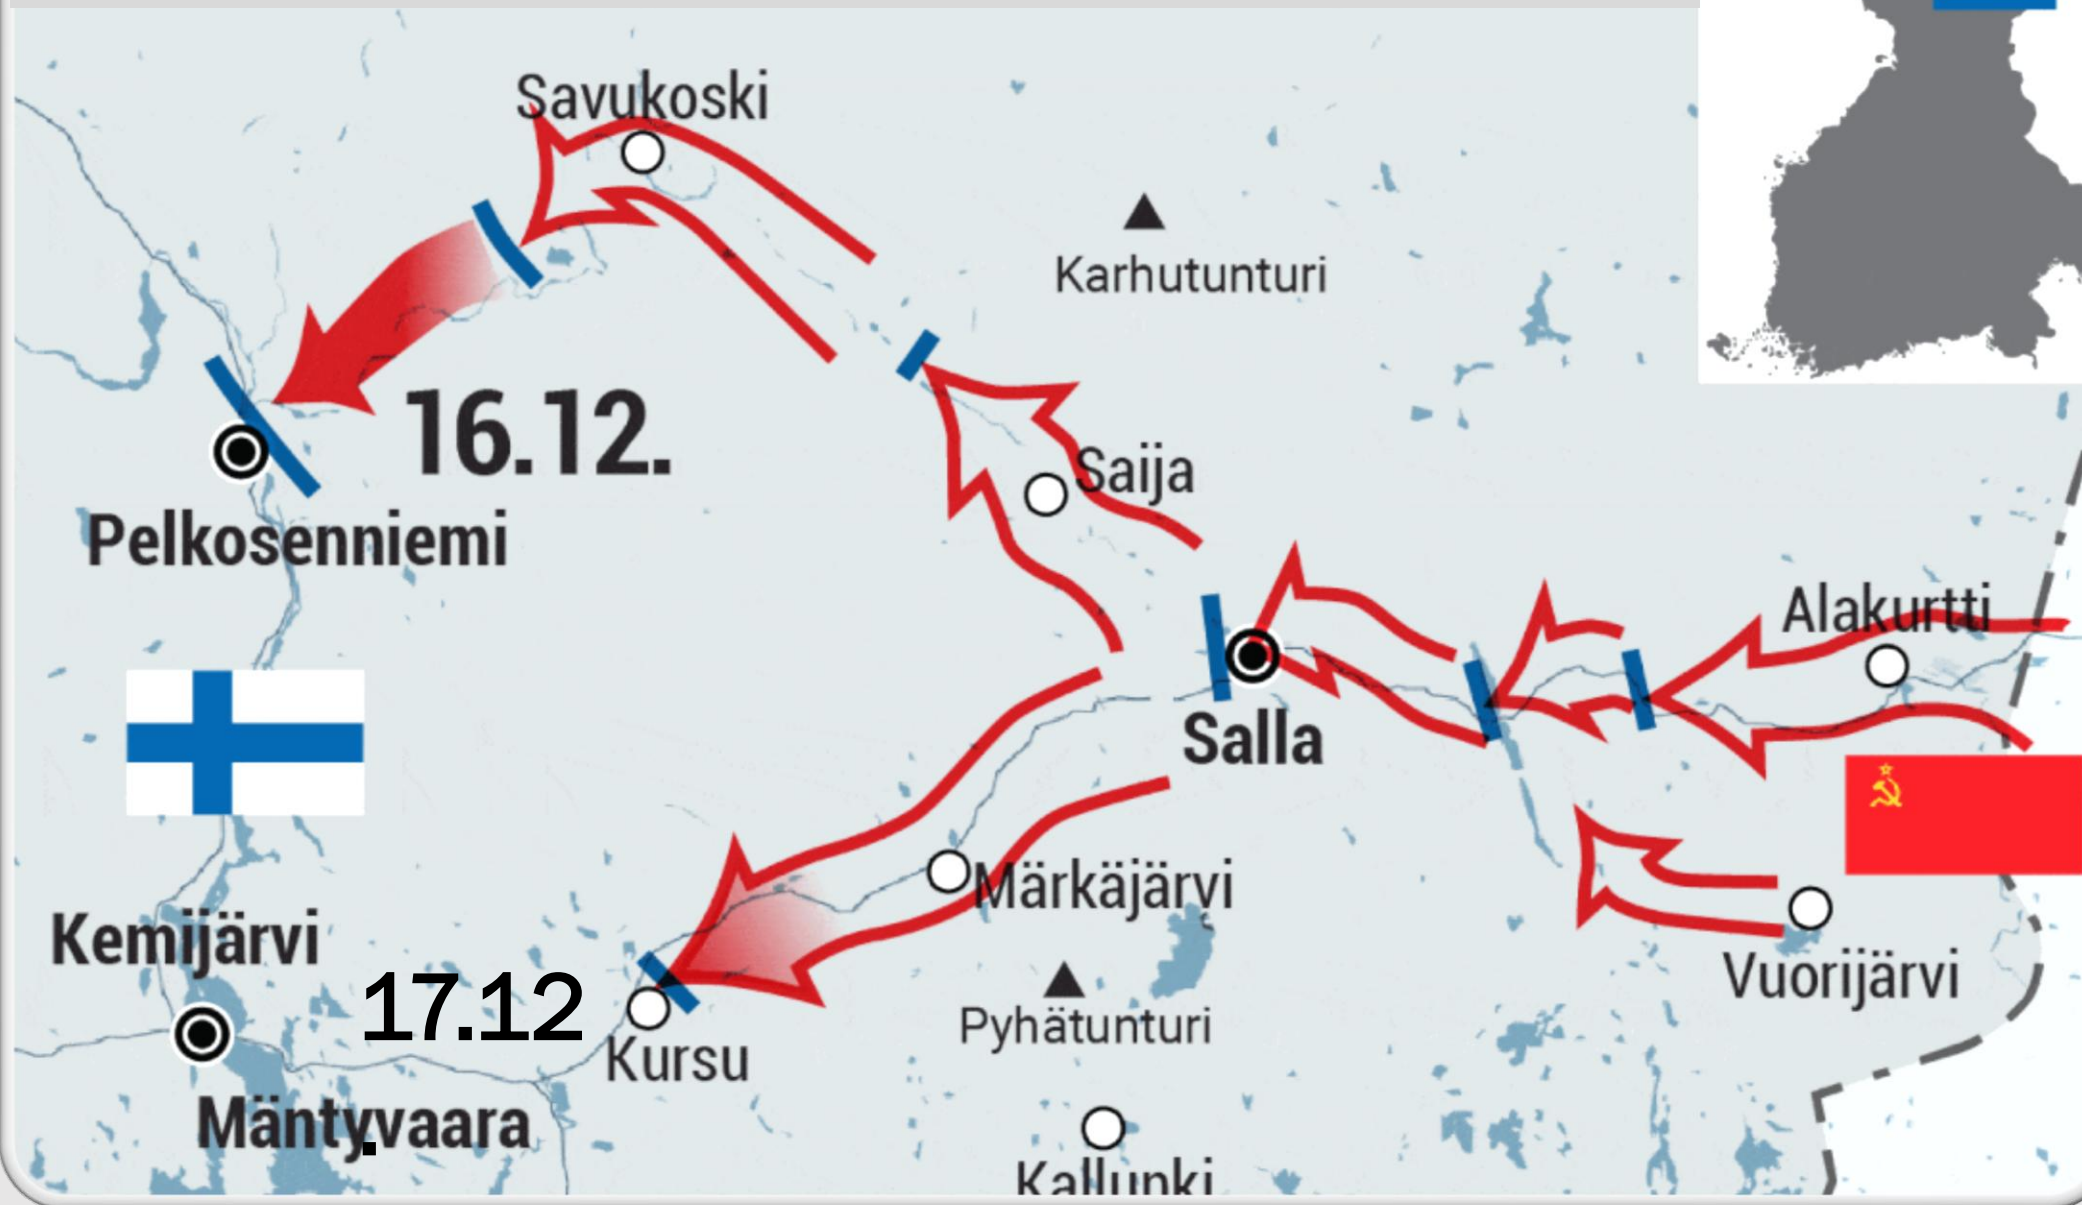 Savukoski
Karhutunturi
16.12.
Saija
Pelkosenniemi
Alakurtti
Salla
Märkäjärvi
Kemijärvi
Vuorijärvi
17.12
.
Pyhätunturi
Kursu
Mäntyvaara
Kallunki